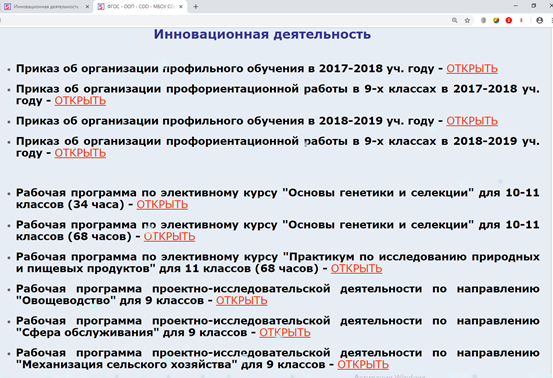 Инновационная деятельность
ФГОС - ООП - СОО - МБОУ СО
Инновационная деятельность
Приказ об организации профильного обучения в 2017-2018 уч. году - ОТКРЫТЬ
Приказ об организации профориентационной работы в 9-х классах в 2017-2018 уч.
году - ОТКРЫТЬ
Приказ об организации профильного обучения в 2018-2019 уч. году - ОТКРЫТЬ
Приказ об организации профориентационной работы в 9-х классах в 2018-2019 уч.
году - ОТКРЫТЬ
Рабочая программа по элективному курсу "Основы генетики и селекции" для 10-11
классов (34 часа) - ОТКРЫТЬ
Рабочая программа по элективному курсу "Основы генетики и селекции" для 10-11
классов (68 часов) - ОТКРЫТЬ
Рабочая программа по элективному курсу "Практикум по исследованию природных
и пищевых продуктов" для 11 классов (68 часов) - ОТКРЫТЬ
Рабочая программа проектно-исследовательской деятельности по направлению
"Овощеводство" для 9 классов - ОТКРЫТЬ
Рабочая программа проектно-исследовательской деятельности по направлению
"Сфера обслуживания" для 9 классов - ОТКРЫТЬ
Рабочая программа проектно-исследовательской деятельности по направлению
"Механизация сельского хозяйства" для 9 классов - ОТКРЫТЬ